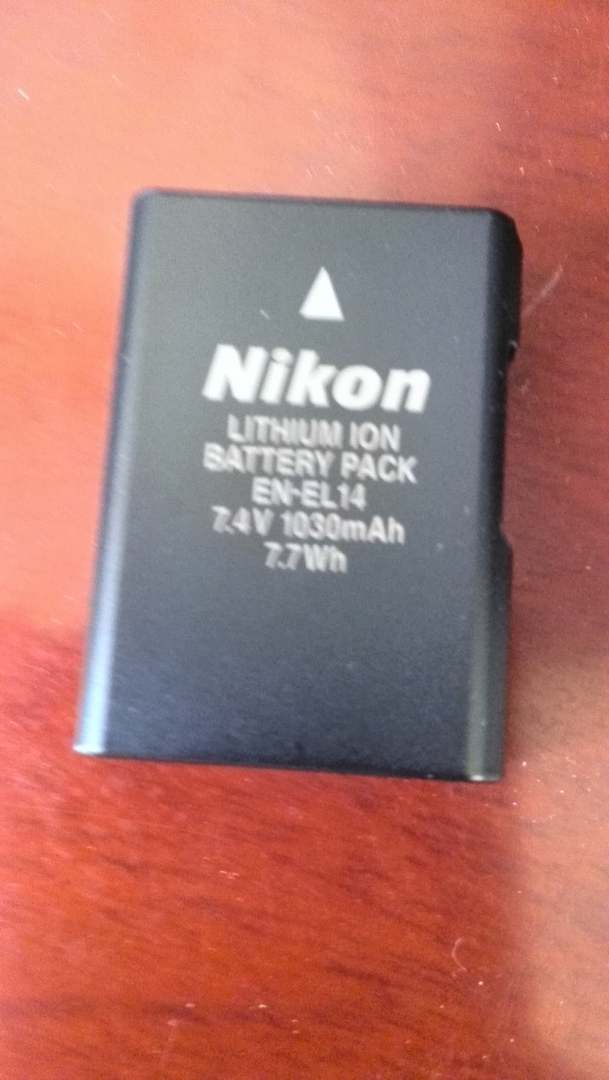 Nikon
LITHIUM ION
BATTERY PACK
EN-EL14
7.4V 1030mAh
7.7Wh